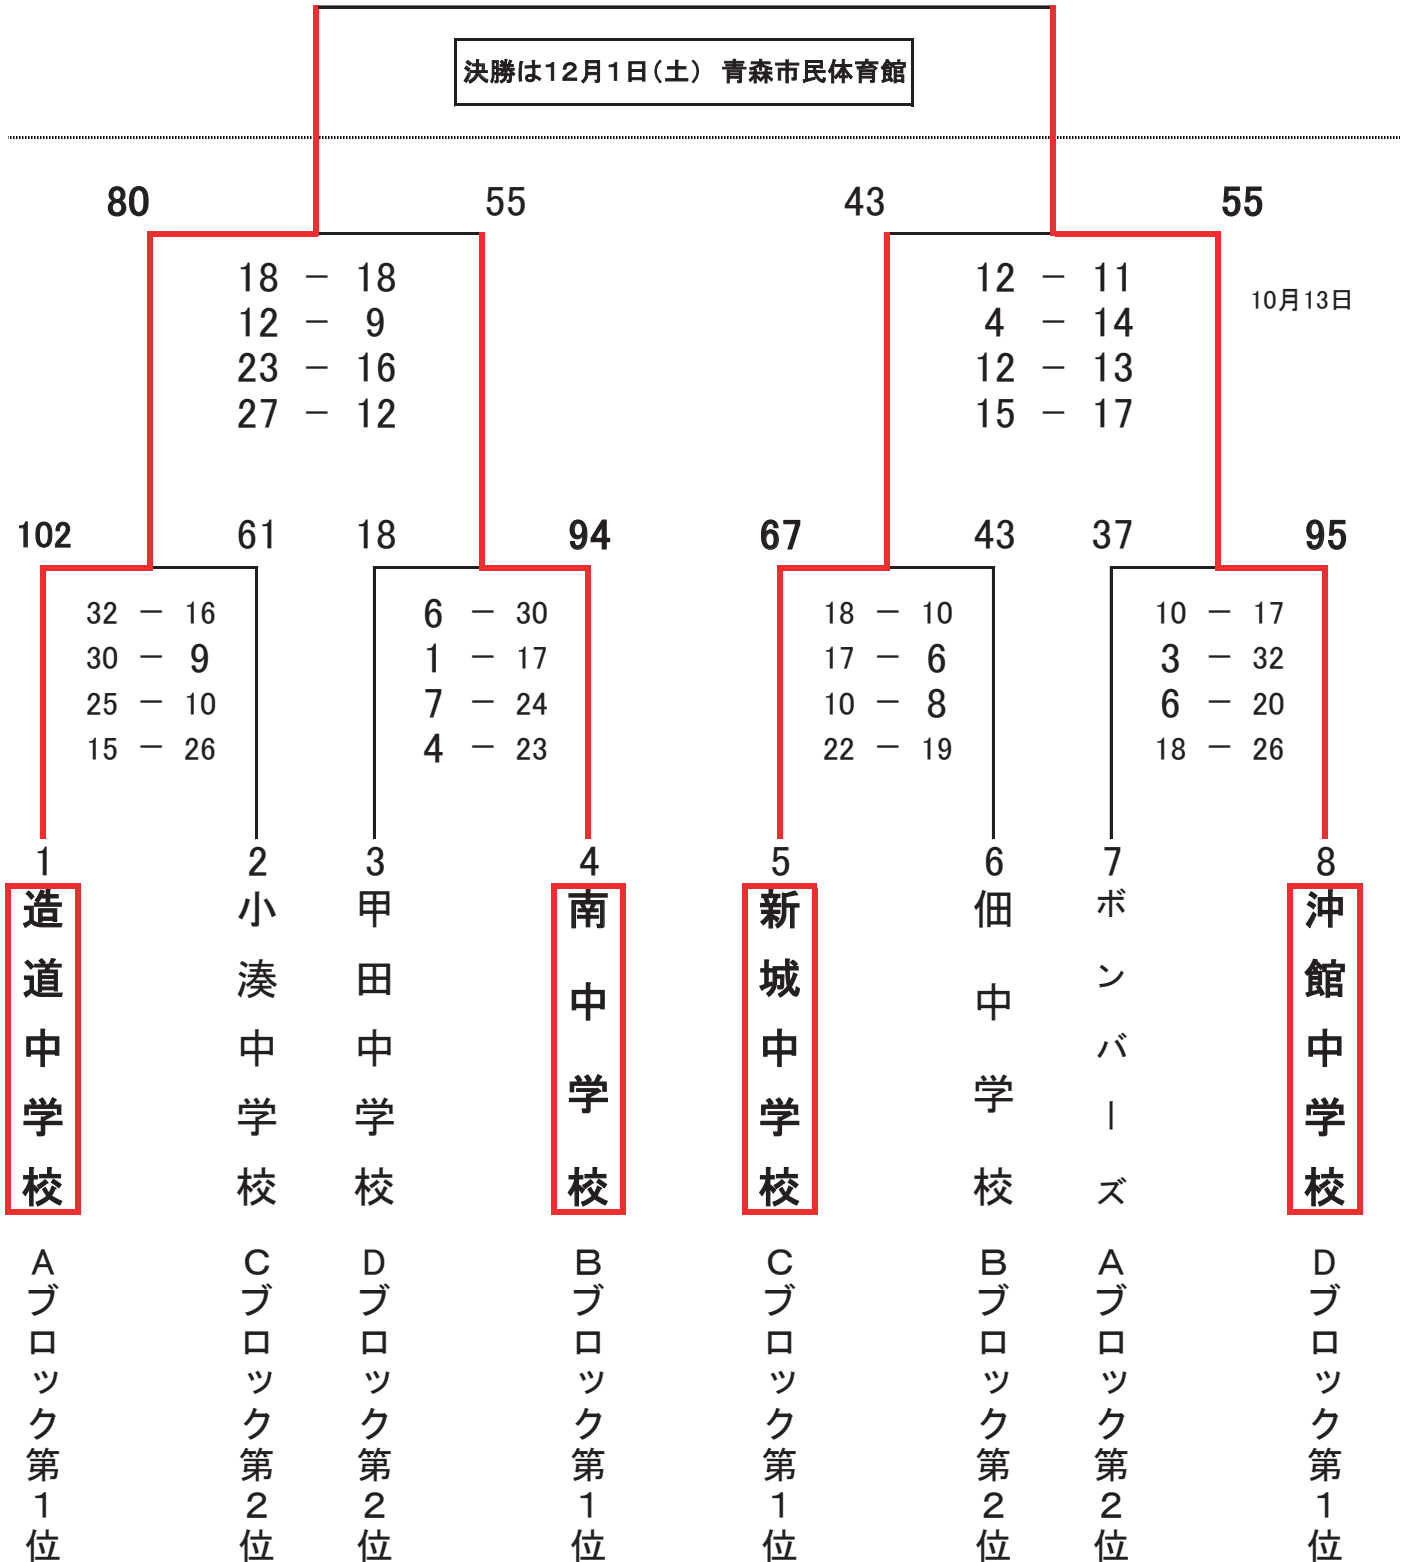 決勝は１２月１日（土） 青森市民体育館
80 55 43 55
18 － 18 12 － 11
10月13日
12 － 9 4 － 14
23 － 16 12 － 13
27 － 12 15 － 17
102 61 18 94 67 43 37 95
32 － 16 6 － 30 18 － 10 10 － 17
30 － 9 1 － 17 17 － 6 3 － 32
25 － 10 7 － 24 10 － 8 6 － 20
15 － 26 4 － 23 22 － 19 18 － 26
1 2 3 4 5 6 7 8
造道中学校
小湊中学校
甲田中学校
南中学校
新城中学校
佃中学校
ボンバーズ
沖館中学校
Ａブロック第１位
Ｃブロック第２位
Ｄブロック第２位
Ｂブロック第１位
Ｃブロック第１位
Ｂブロック第２位
Ａブロック第２位
Ｄブロック第１位